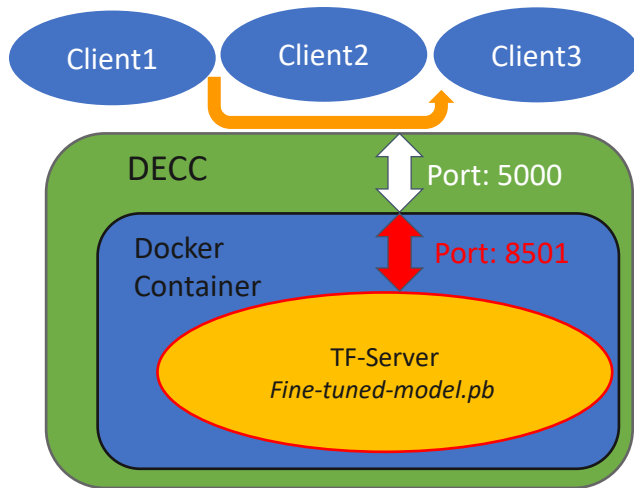 Client1
Client2
Client3
DECC
Port: 5000
Docker
Container
Port: 8501
TF-Server
Fine-tuned-model.pb